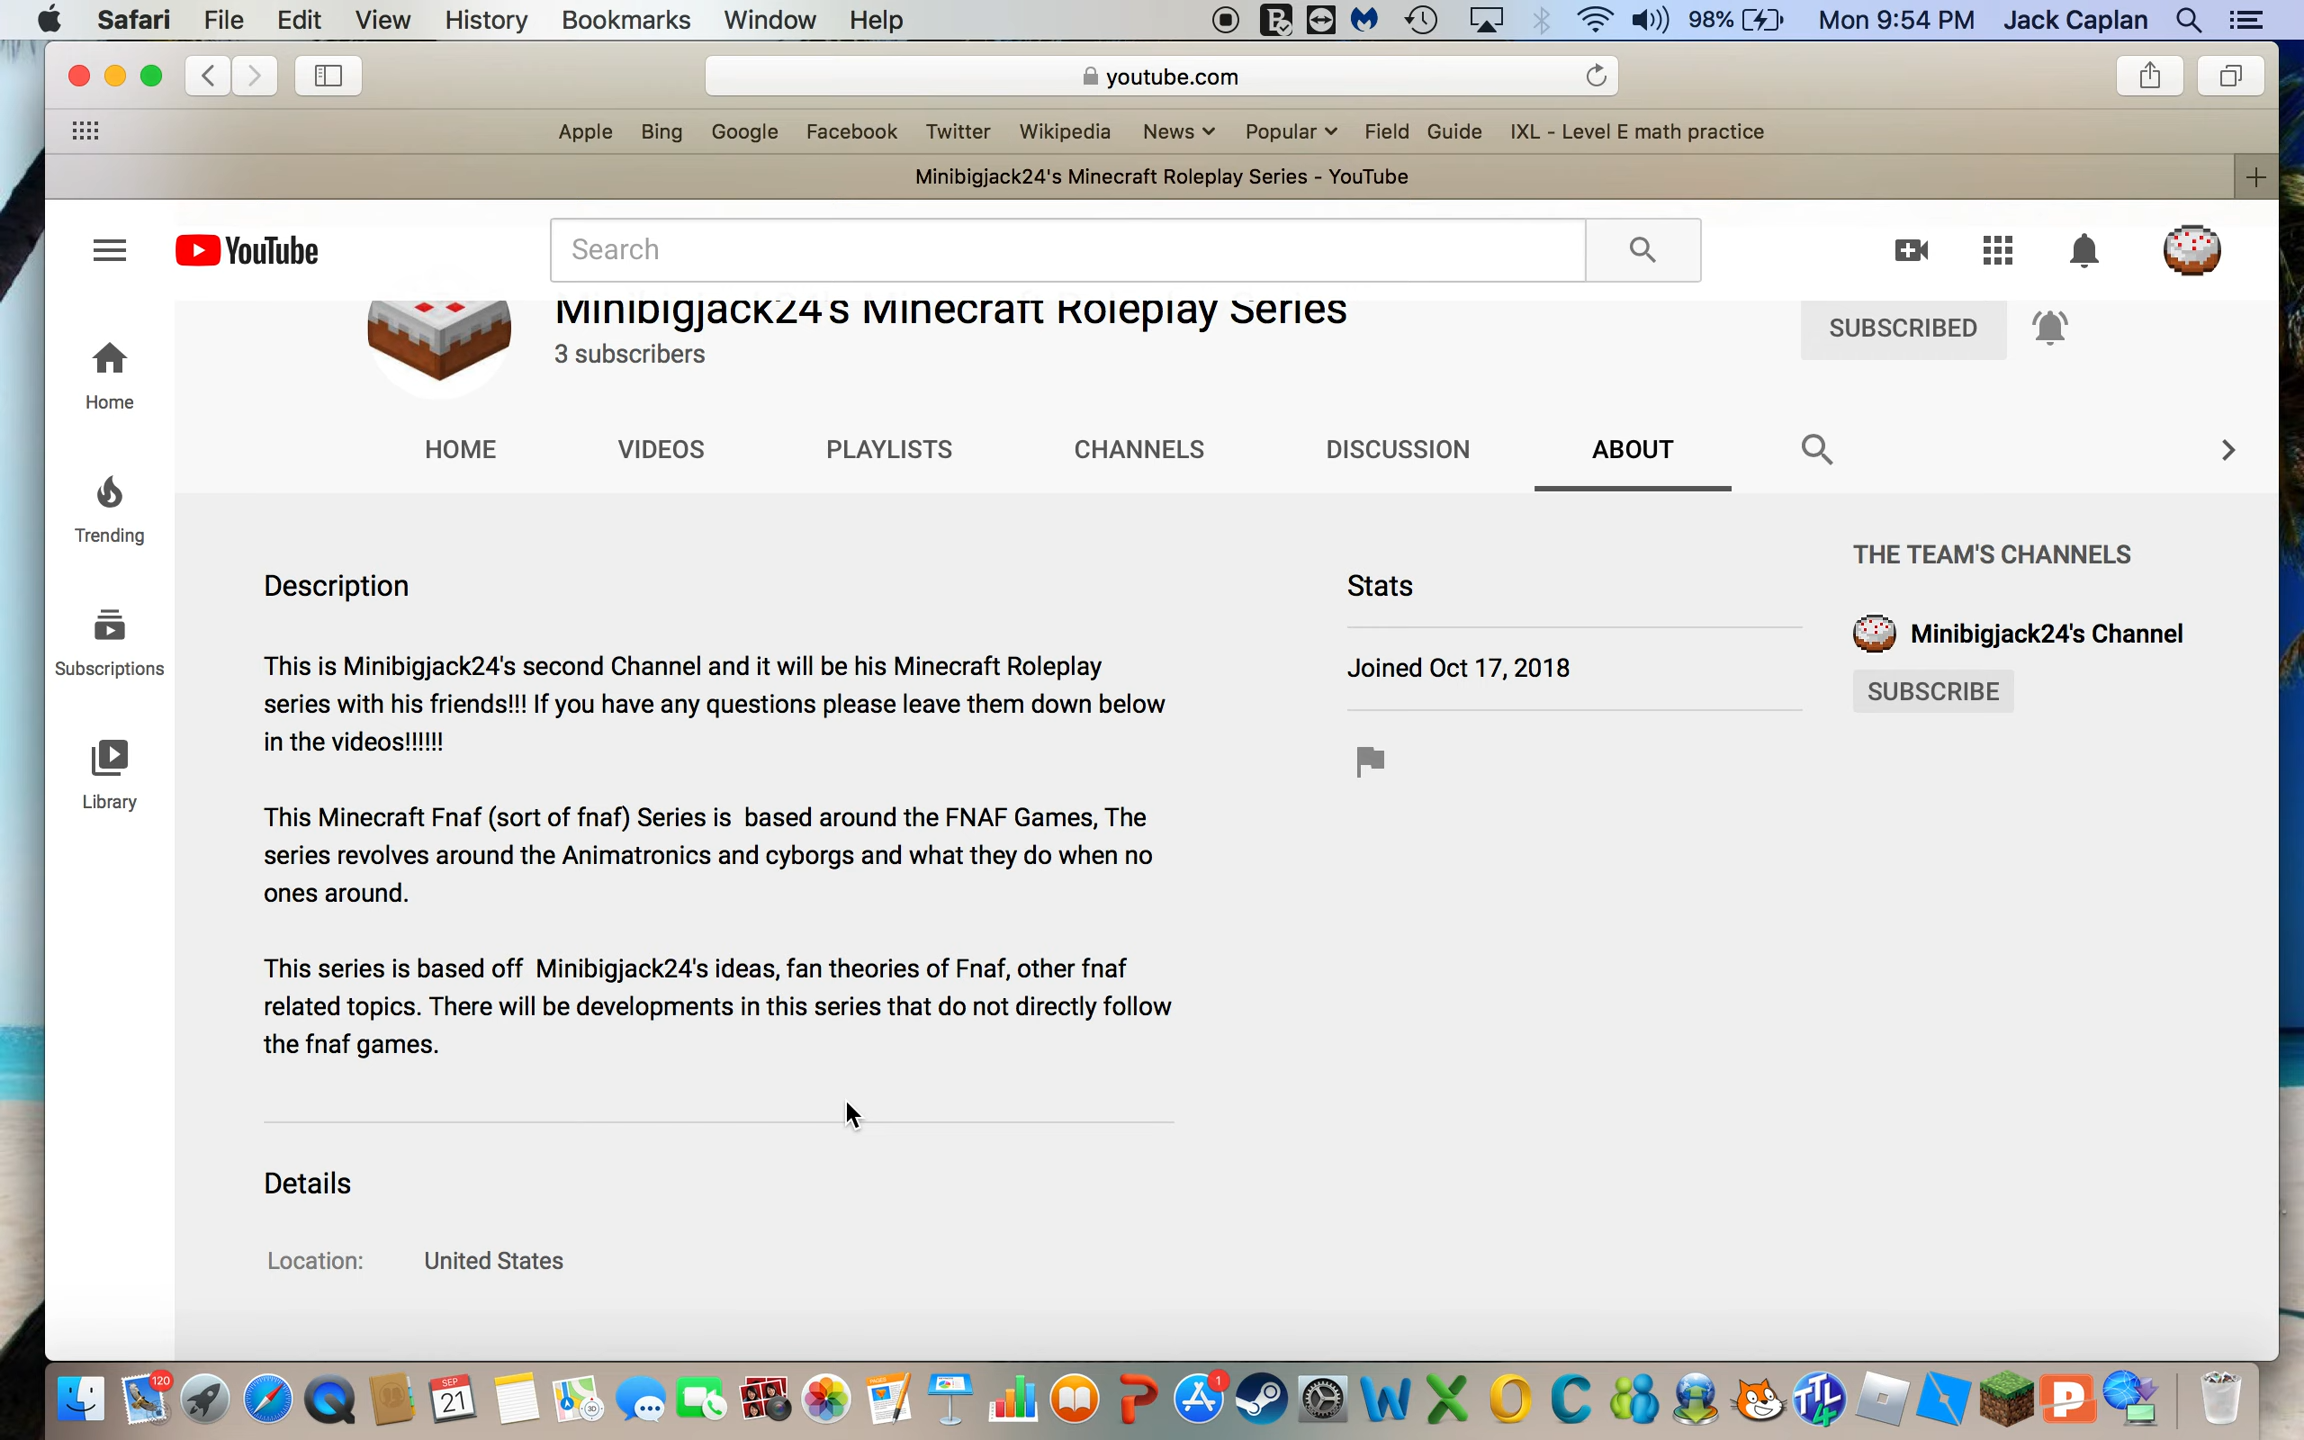 Safari File Edit View History Bookmarks Window Help 98% Mon 9:54 PM Jack Caplan
youtube.com
Apple Bing Google Facebook Twitter Wikipedia News Popular Field Guide IXL - Level E math practice
Minibigjack24's Minecraft Roleplay Series - YouTube
YouTube
Search
Minibigjack24's Minecraft Roleplay Series
3 subscribers
SUBSCRIBED
Home
HOME VIDEOS PLAYLISTS CHANNELS DISCUSSION ABOUT
Trending
Subscriptions
Library
Description
This is Minibigjack24's second Channel and it will be his Minecraft Roleplay
series with his friends!!! If you have any questions please leave them down below
in the videos!!!!!!
This Minecraft Fnaf (sort of fnaf) Series is  based around the FNAF Games, The
series revolves around the Animatronics and cyborgs and what they do when no
ones around.
This series is based off  Minibigjack24's ideas, fan theories of Fnaf, other fnaf
related topics. There will be developments in this series that do not directly follow
the fnaf games.
Details
Location: United States
Stats
Joined Oct 17, 2018
THE TEAM'S CHANNELS
Minibigjack24's Channel
SUBSCRIBE
120
SEP
21
3D
1
TTL4